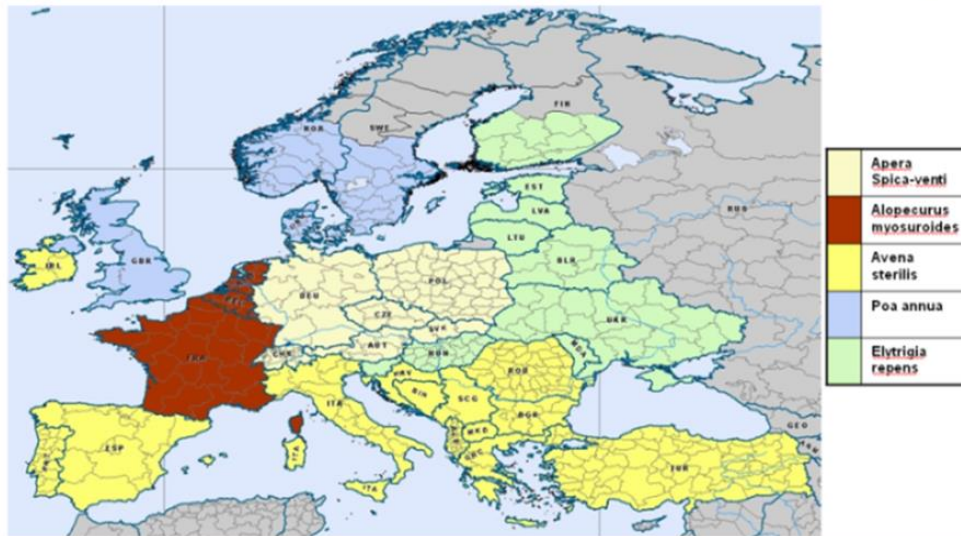 FIN
NOR
SWE
EST
RUS
LVA
LTU
IRL
GBR
BLR
DEU
POL
CZE
UKR
SVK
AUT
FRA
CHE
HUN
HRV
ROU
BIH
ITA
SCG
BGR
GEO
MKD
ESP
GRC
TUR
ITA
Apera
Spica-venti
Alopecurus
myosuroides
Avena
sterilis
Poa annua
Elytrigia
repens